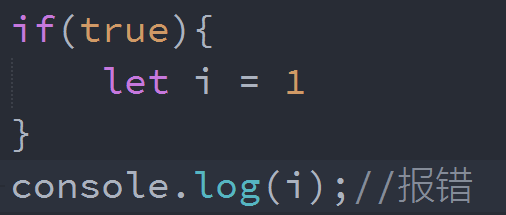 if(true){
    let i = 1
}
console.log(i);//报错